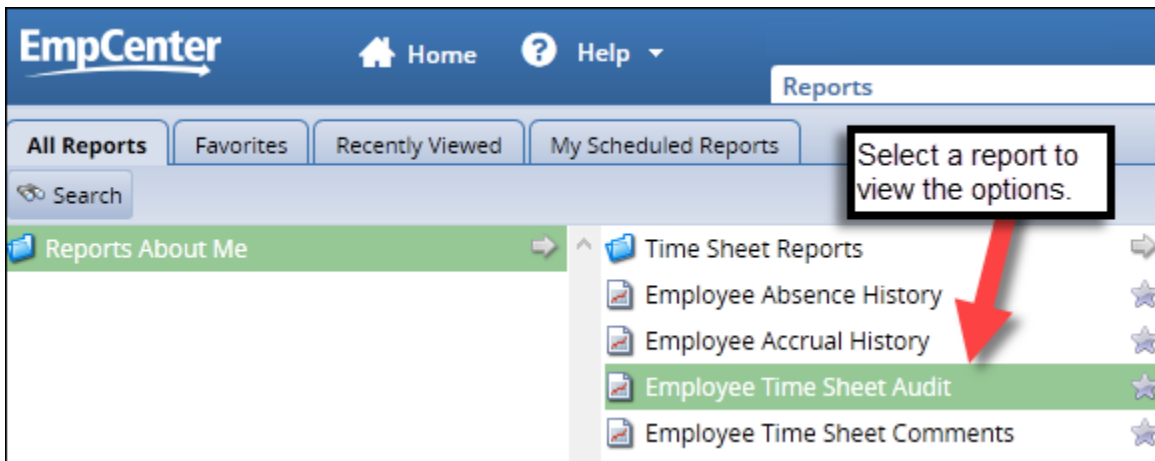 EmpCenter
Home
Help
Reports
All Reports
Favorites
Recently Viewed
My Scheduled Reports
Select a report to
view the options.
Search
Reports About Me
Time Sheet Reports
Employee Absence History
Employee Accrual History
Employee Time Sheet Audit
Employee Time Sheet Comments